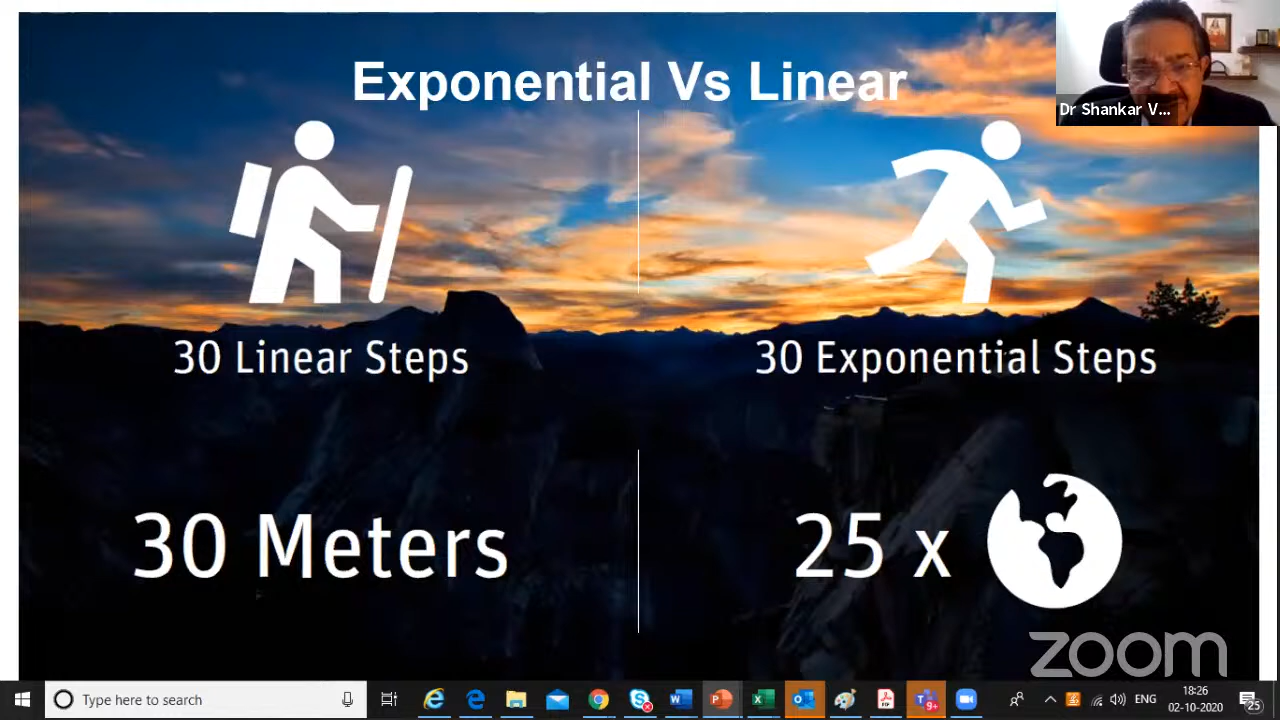 Exponential Vs Linear
Dr Shankar V...
30 Linear Steps
30 Exponential Steps
30 Meters
25 x
zoom
Type here to search
ENG
18:26
02-10-2020
9+
25